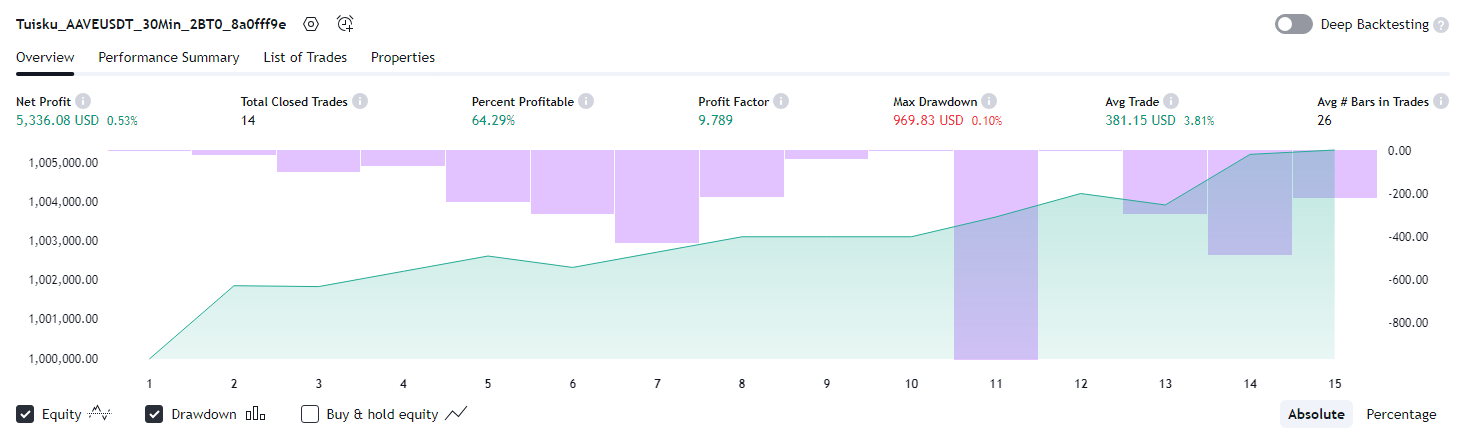 Tuisku_AAVEUSDT_30Min_2BT0_8a0fff9e Deep Backtesting ?
Overview Performance Summary List of Trades Properties
Net Profit i Total Closed Trades i Percent Profitable i Profit Factor i Max Drawdown i Avg Trade i Avg # Bars in Trades i
5,336.08 USD 0.53% 14 64.29% 9.789 969.83 USD 0.10% 381.15 USD 3.81% 26
1,005,000.00 0.00
1,004,000.00 -200.00
1,003,000.00 -400.00
1,002,000.00 -600.00
1,001,000.00 -800.00
1,000,000.00
1 2 3 4 5 6 7 8 9 10 11 12 13 14 15
Equity Drawdown Buy & hold equity Absolute Percentage